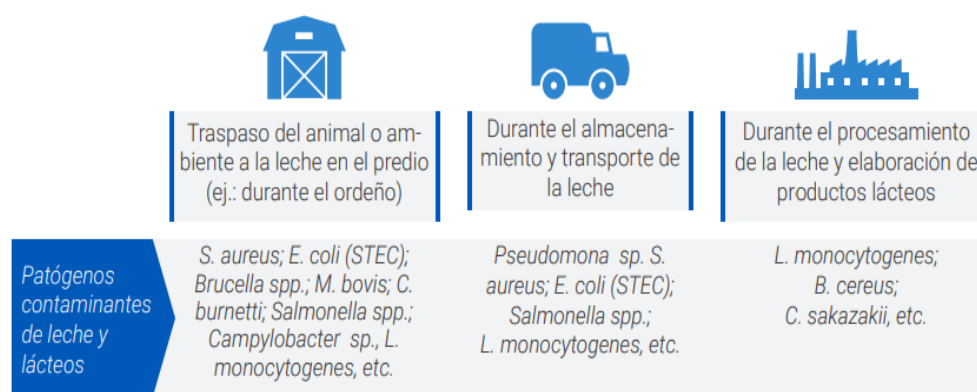 Traspaso del animal o am-
biente a la leche en el predio
(ej.: durante el ordeño)
Durante el almacena-
miento y transporte de
la leche
Durante el procesamiento
de la leche y elaboración de
productos lácteos
Patógenos
contaminantes
de leche y
lácteos
S. aureus; E. coli (STEC);
Brucella spp.; M. bovis; C.
burnetti; Salmonella spp.;
Campylobacter sp., L.
monocytogenes, etc.
Pseudomona sp. S.
aureus; E. coli (STEC);
Salmonella spp.;
L. monocytogenes, etc.
L. monocytogenes;
B. cereus;
C. sakazakii, etc.